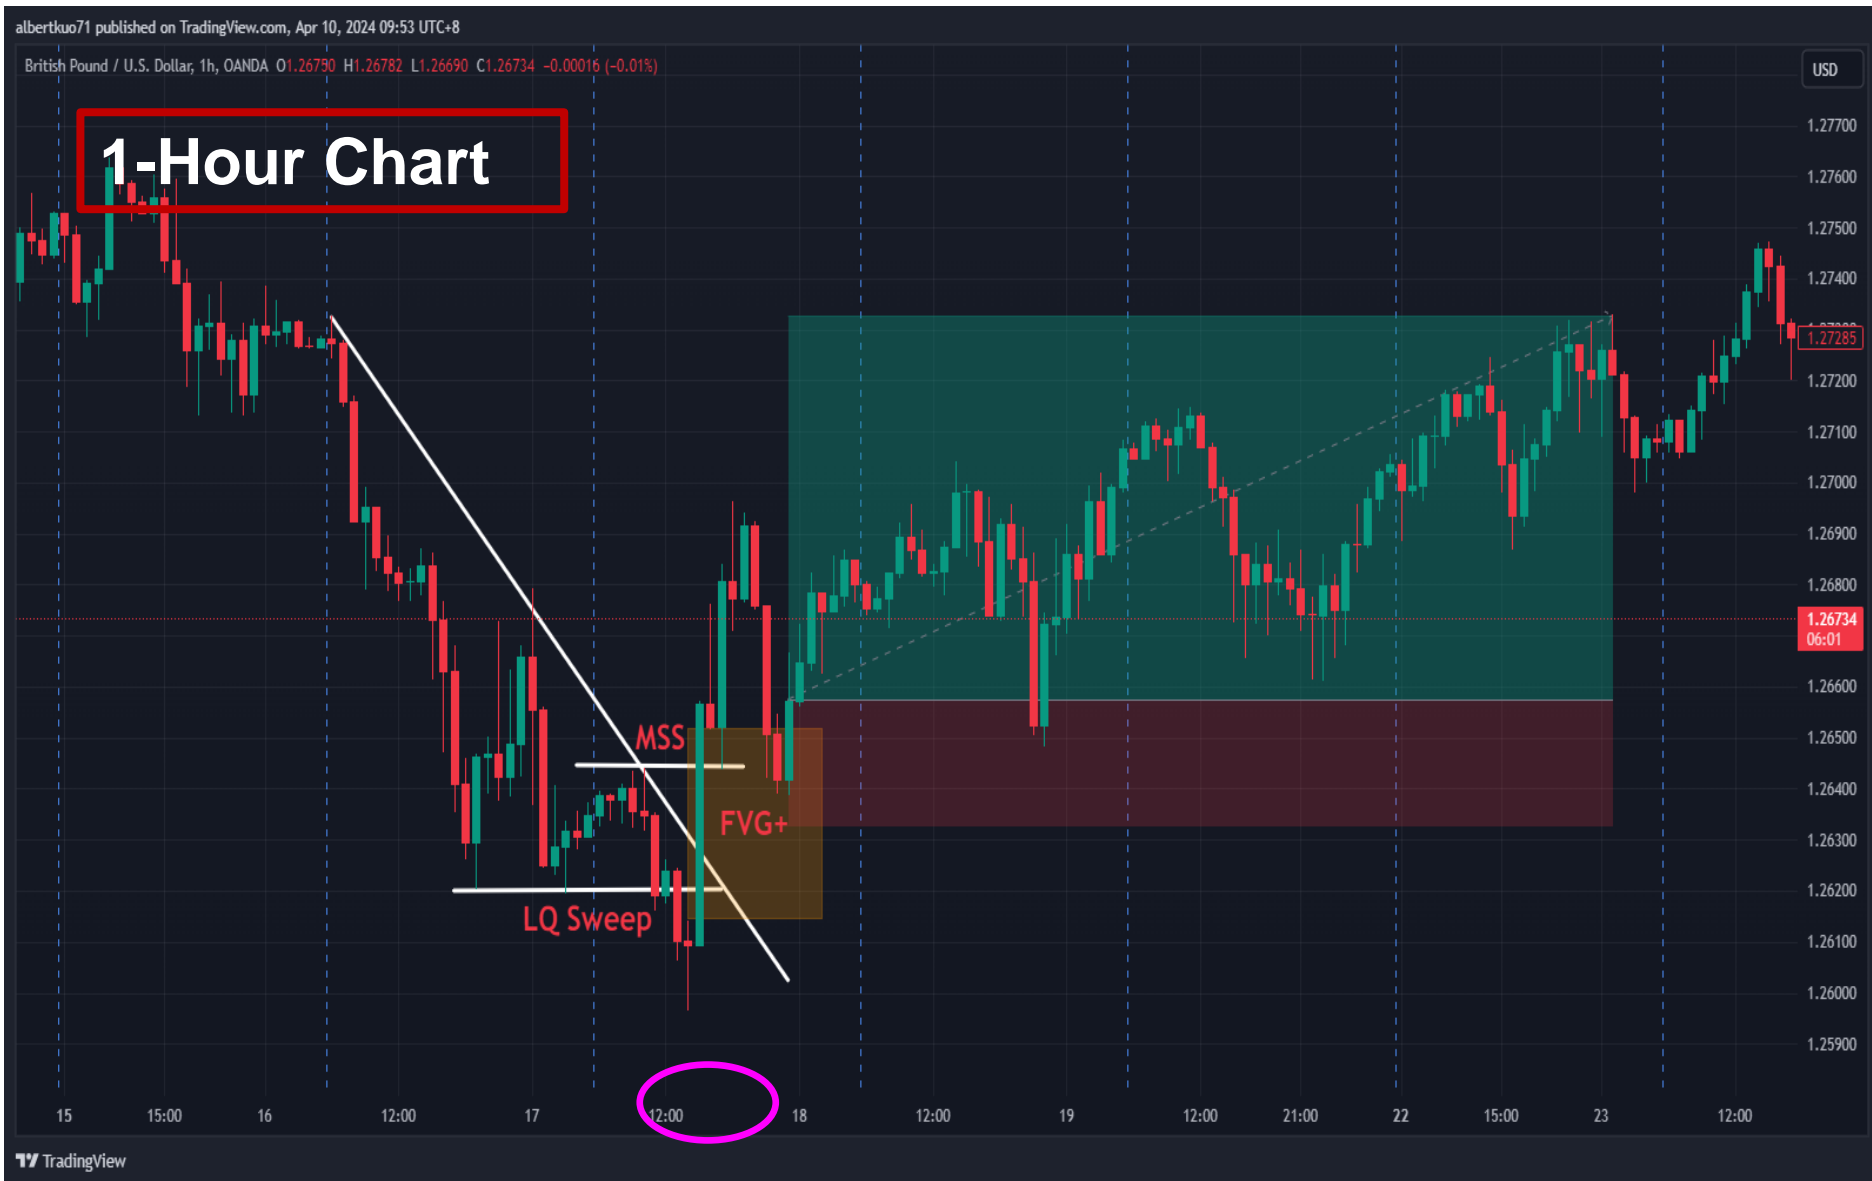 albertkuo71 published on TradingView.com, Apr 10, 2024 09:53 UTC+8
British Pound / U.S. Dollar, 1h, OANDA O1.26750 H1.26782 L1.26690 C1.26734 −0.00016 (−0.01%)
USD
1-Hour Chart
1.27700
1.27600
1.27500
1.27400
1.27285
1.27200
1.27100
1.27000
1.26900
1.26800
1.26734
06:01
1.26600
1.26500
1.26400
1.26300
1.26200
1.26100
1.26000
1.25900
MSS
FVG+
LQ Sweep
15 15:00 16 12:00 17 12:00 18 12:00 19 12:00 21:00 22 15:00 23 12:00
TradingView